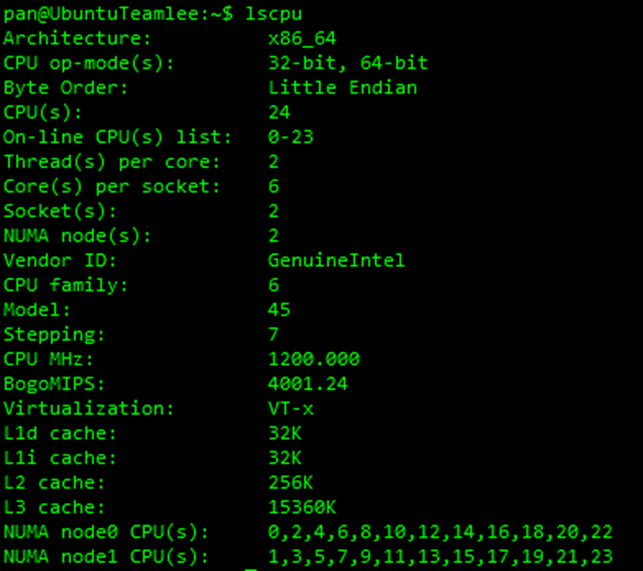 pan@UbuntuTeamlee:~$ lscpu
Architecture: x86_64
CPU op-mode(s): 32-bit, 64-bit
Byte Order: Little Endian
CPU(s): 24
On-line CPU(s) list: 0-23
Thread(s) per core: 2
Core(s) per socket: 6
Socket(s): 2
NUMA node(s): 2
Vendor ID: GenuineIntel
CPU family: 6
Model: 45
Stepping: 7
CPU MHz: 1200.000
BogoMIPS: 4001.24
Virtualization: VT-x
L1d cache: 32K
L1i cache: 32K
L2 cache: 256K
L3 cache: 15360K
NUMA node0 CPU(s): 0,2,4,6,8,10,12,14,16,18,20,22
NUMA node1 CPU(s): 1,3,5,7,9,11,13,15,17,19,21,23